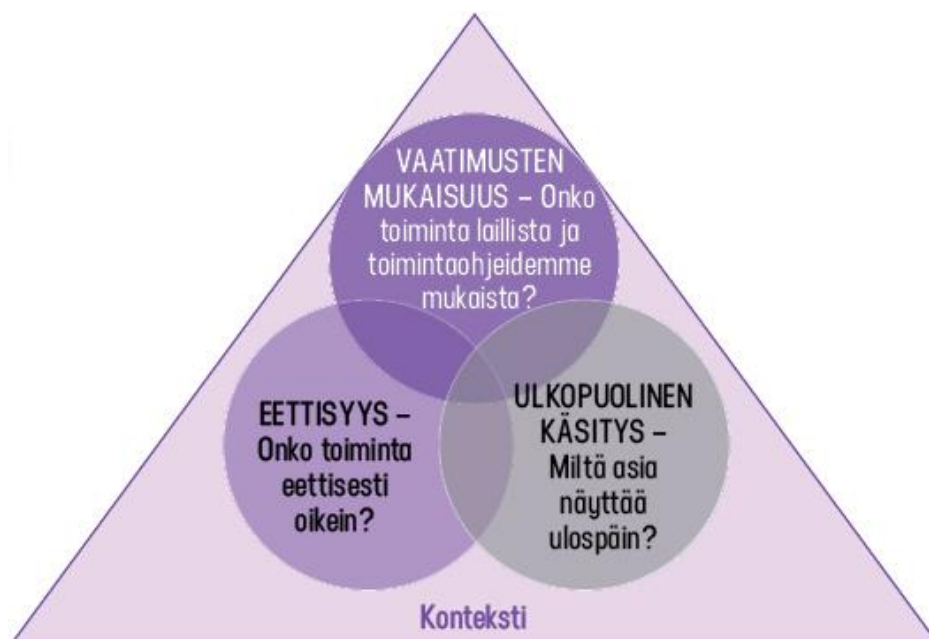 VAATIMUSTEN
MUKAISUUS – Onko
toiminta laillista ja
toimintaohjeidemme
mukaista?
EETTISYYS –
Onko toiminta
eettisesti
oikein?
ULKOPUOLINEN
KÄSITYS –
Miltä asia
näyttää
ulospäin?
Konteksti